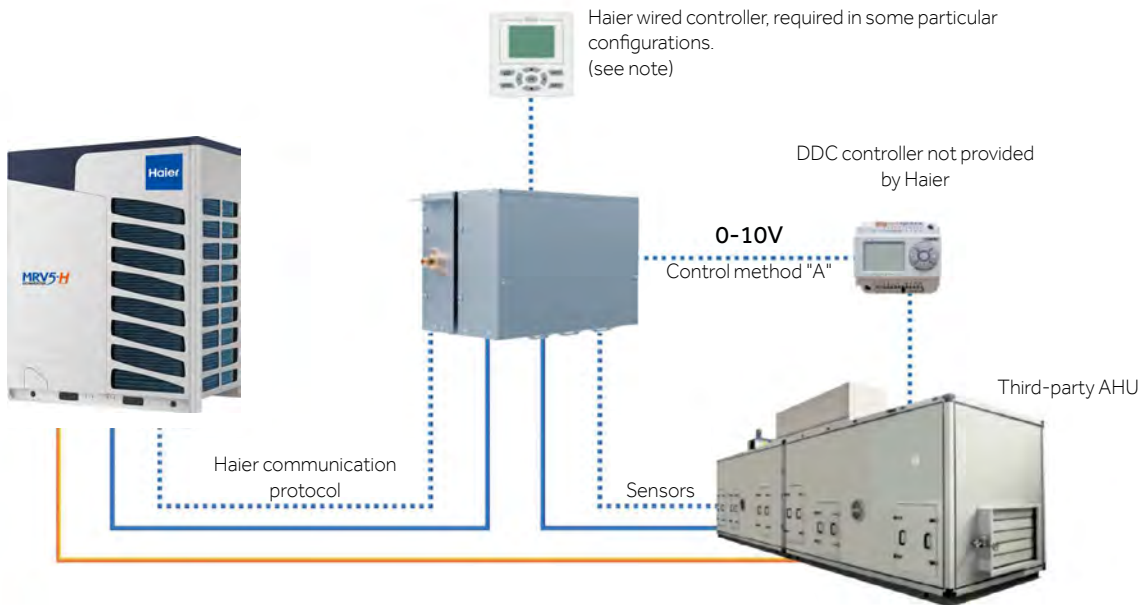 Haier wired controller, required in some particular
configurations.
(see note)
DDC controller not provided
by Haier
Haier
0-10V
MRV5-H
Control method "A"
Third-party AHU
Haier communication
protocol
Sensors